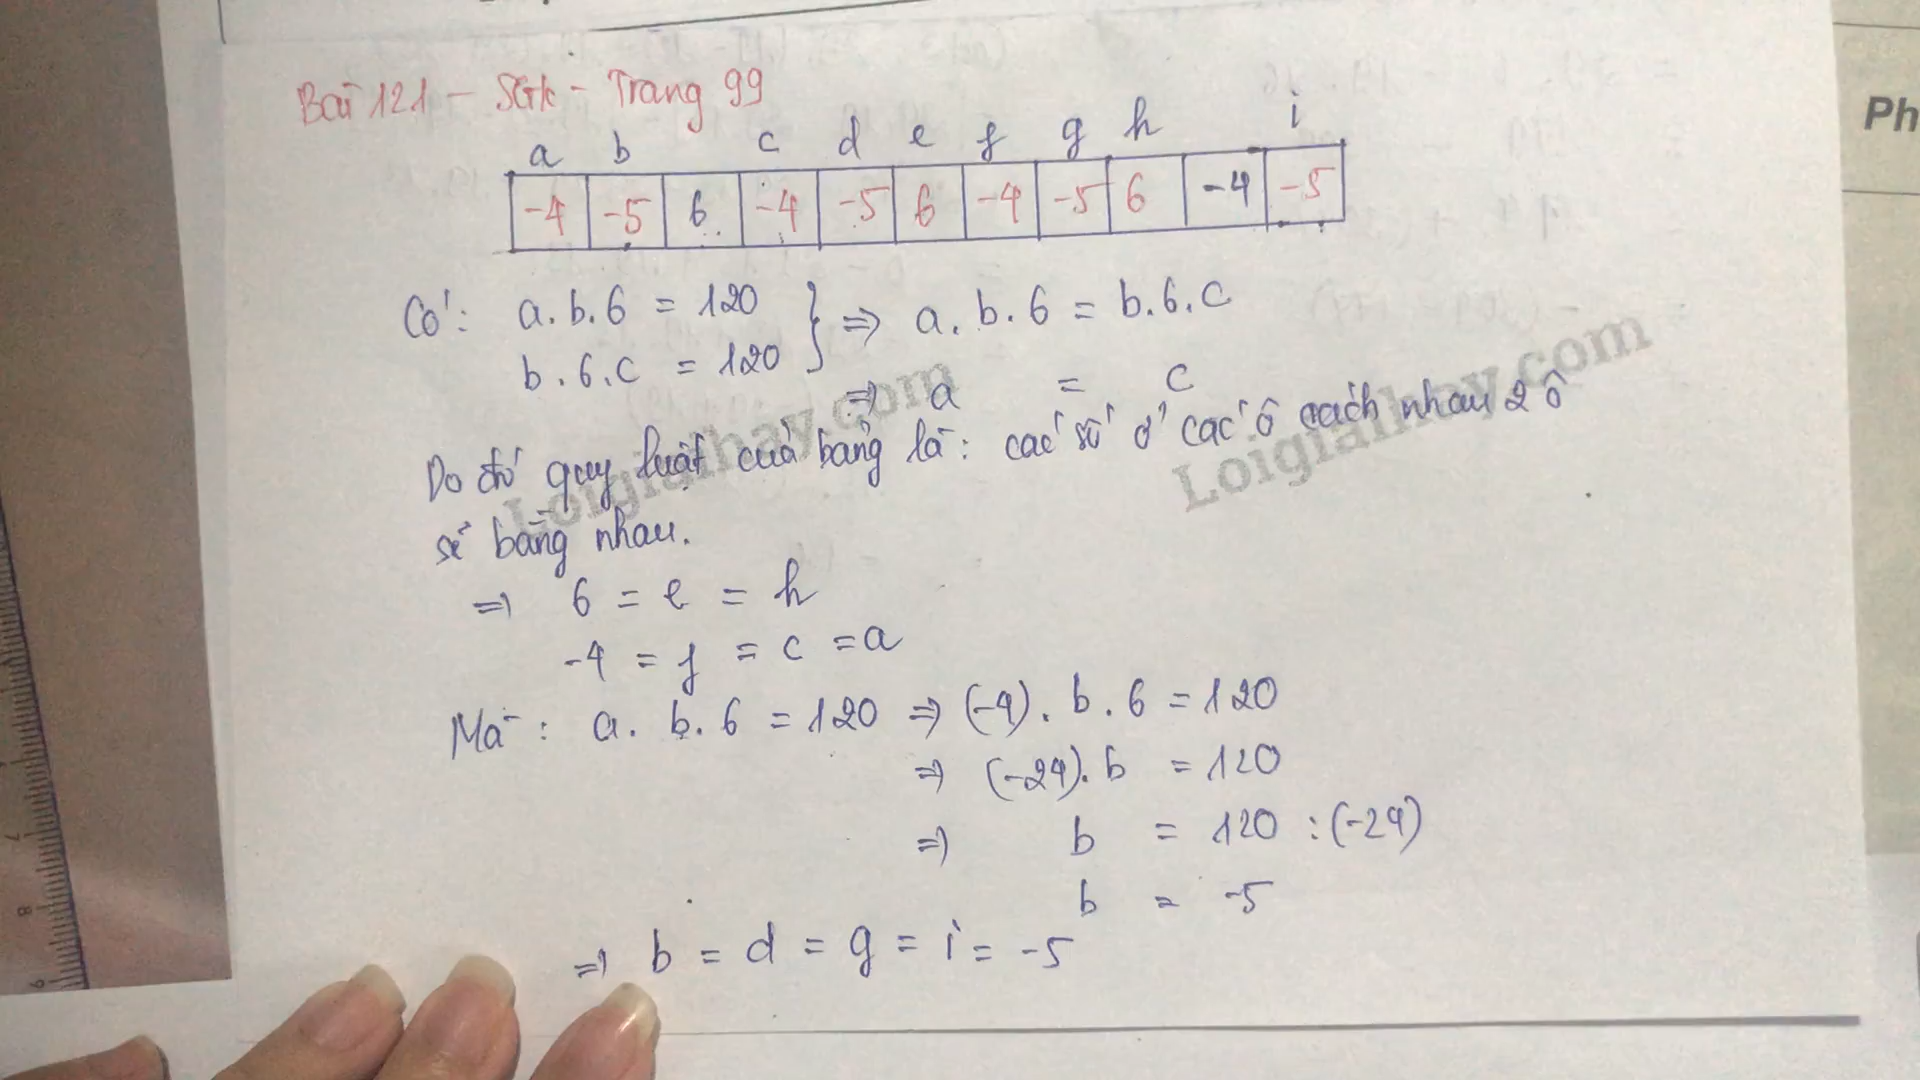 Bài 121 - SGK - Trang 99
a b c d e f g h i
-4 -5 6 -4 -5 6 -4 -5 6 -4 -5
Ph
Có: a.b.6 = 120 } => a.b.6 = b.6.c
b.6.c = 120
=> a = c
Do đó quy luật của bảng là: các số ở các ô cách nhau 2 ô
sẽ bằng nhau.
Loigiaihay.com
Loigiaihay.com
=> 6 = e = h
-4 = f = c = a
Mà: a. b. 6 = 120 => (-4). b. 6 = 120
=> (-24). b = 120
=> b = 120 : (-24)
b = -5
=> b = d = g = i = -5
7
8
9